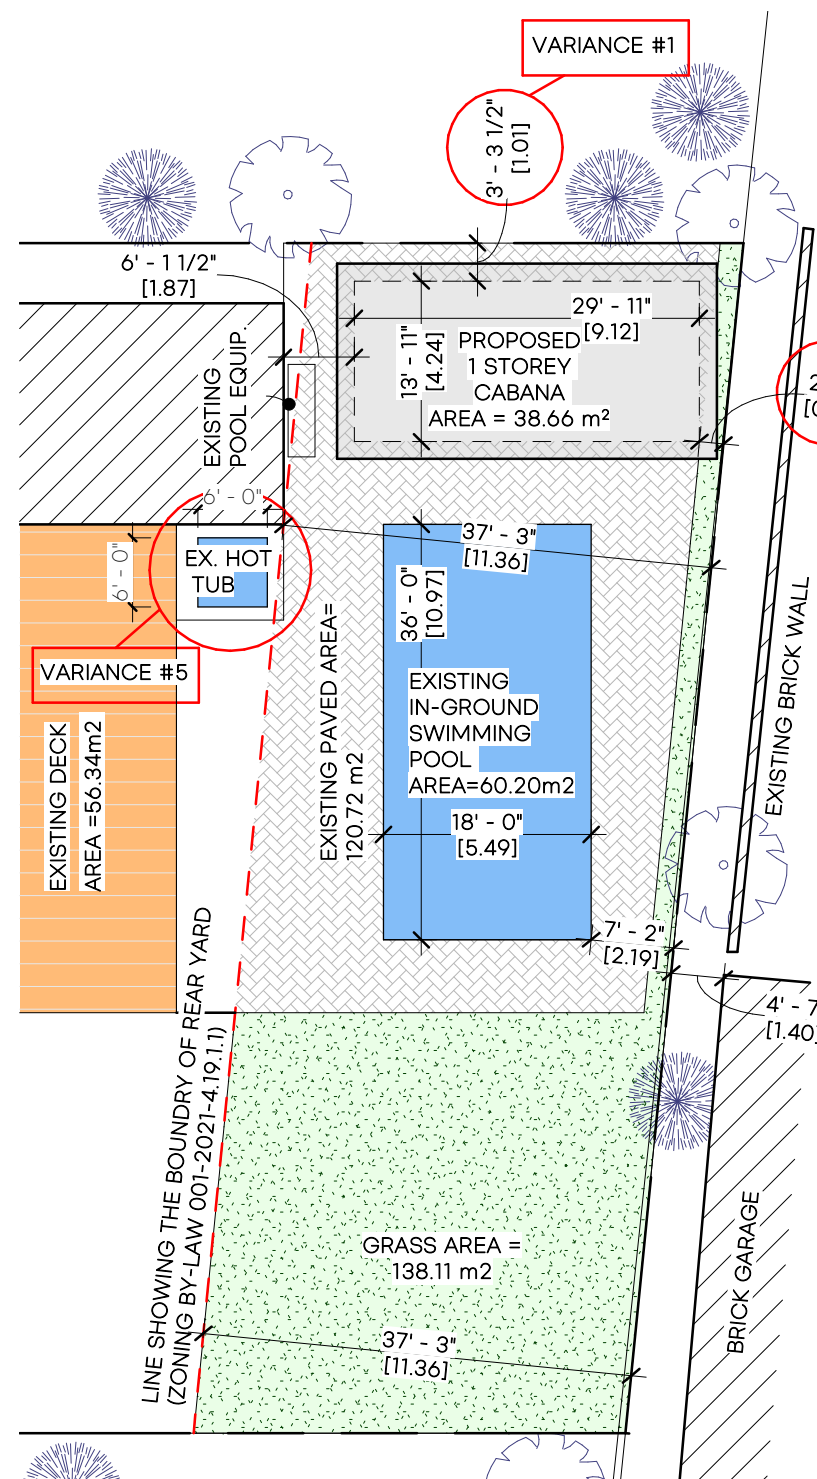 VARIANCE #1
3' - 3 1/2"
[1.01]
6' - 1 1/2"
[1.87]
29' - 11"
[9.12]
13' - 11"
[4.24]
PROPOSED
1 STOREY
CABANA
AREA = 38.66 m²
2
[0
EXISTING
POOL EQUIP.
6' - 0"
6' - 0"
EX. HOT
TUB
VARIANCE #5
37' - 3"
[11.36]
36' - 0"
[10.97]
EXISTING PAVED AREA=
120.72 m2
EXISTING
IN-GROUND
SWIMMING
POOL
AREA=60.20m2
18' - 0"
[5.49]
EXISTING BRICK WALL
EXISTING DECK
AREA =56.34m2
7' - 2"
[2.19]
4' - 7
[1.40]
LINE SHOWING THE BOUNDRY OF REAR YARD
(ZONING BY-LAW 001-2021-4.19.1.1)
GRASS AREA =
138.11 m2
BRICK GARAGE
37' - 3"
[11.36]